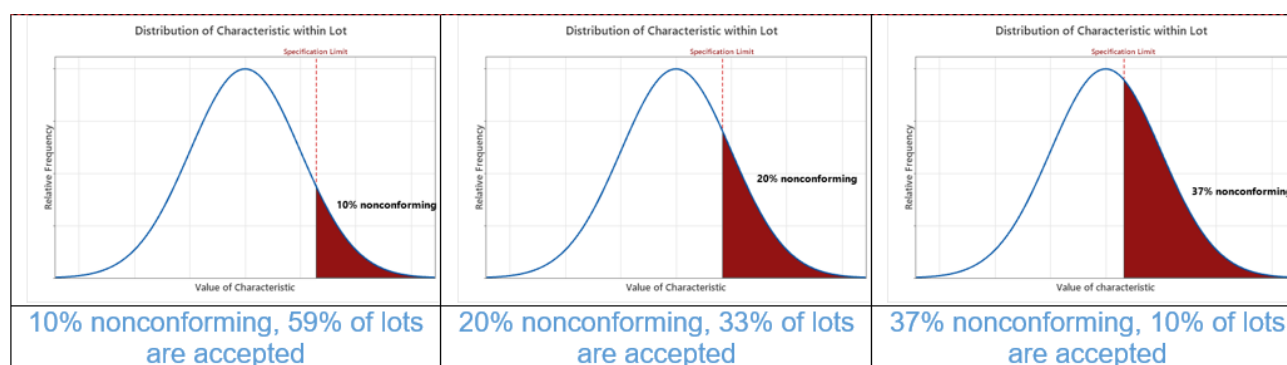 Distribution of Characteristic within Lot
Specification Limit
Relative Frequency
10% nonconforming
Value of Characteristic
10% nonconforming, 59% of lots
are accepted
Distribution of Characteristic within Lot
Specification Limit
Relative Frequency
20% nonconforming
Value of Characteristic
20% nonconforming, 33% of lots
are accepted
Distribution of Characteristic within Lot
Specification Limit
Relative Frequency
37% nonconforming
Value of characteristic
37% nonconforming, 10% of lots
are accepted